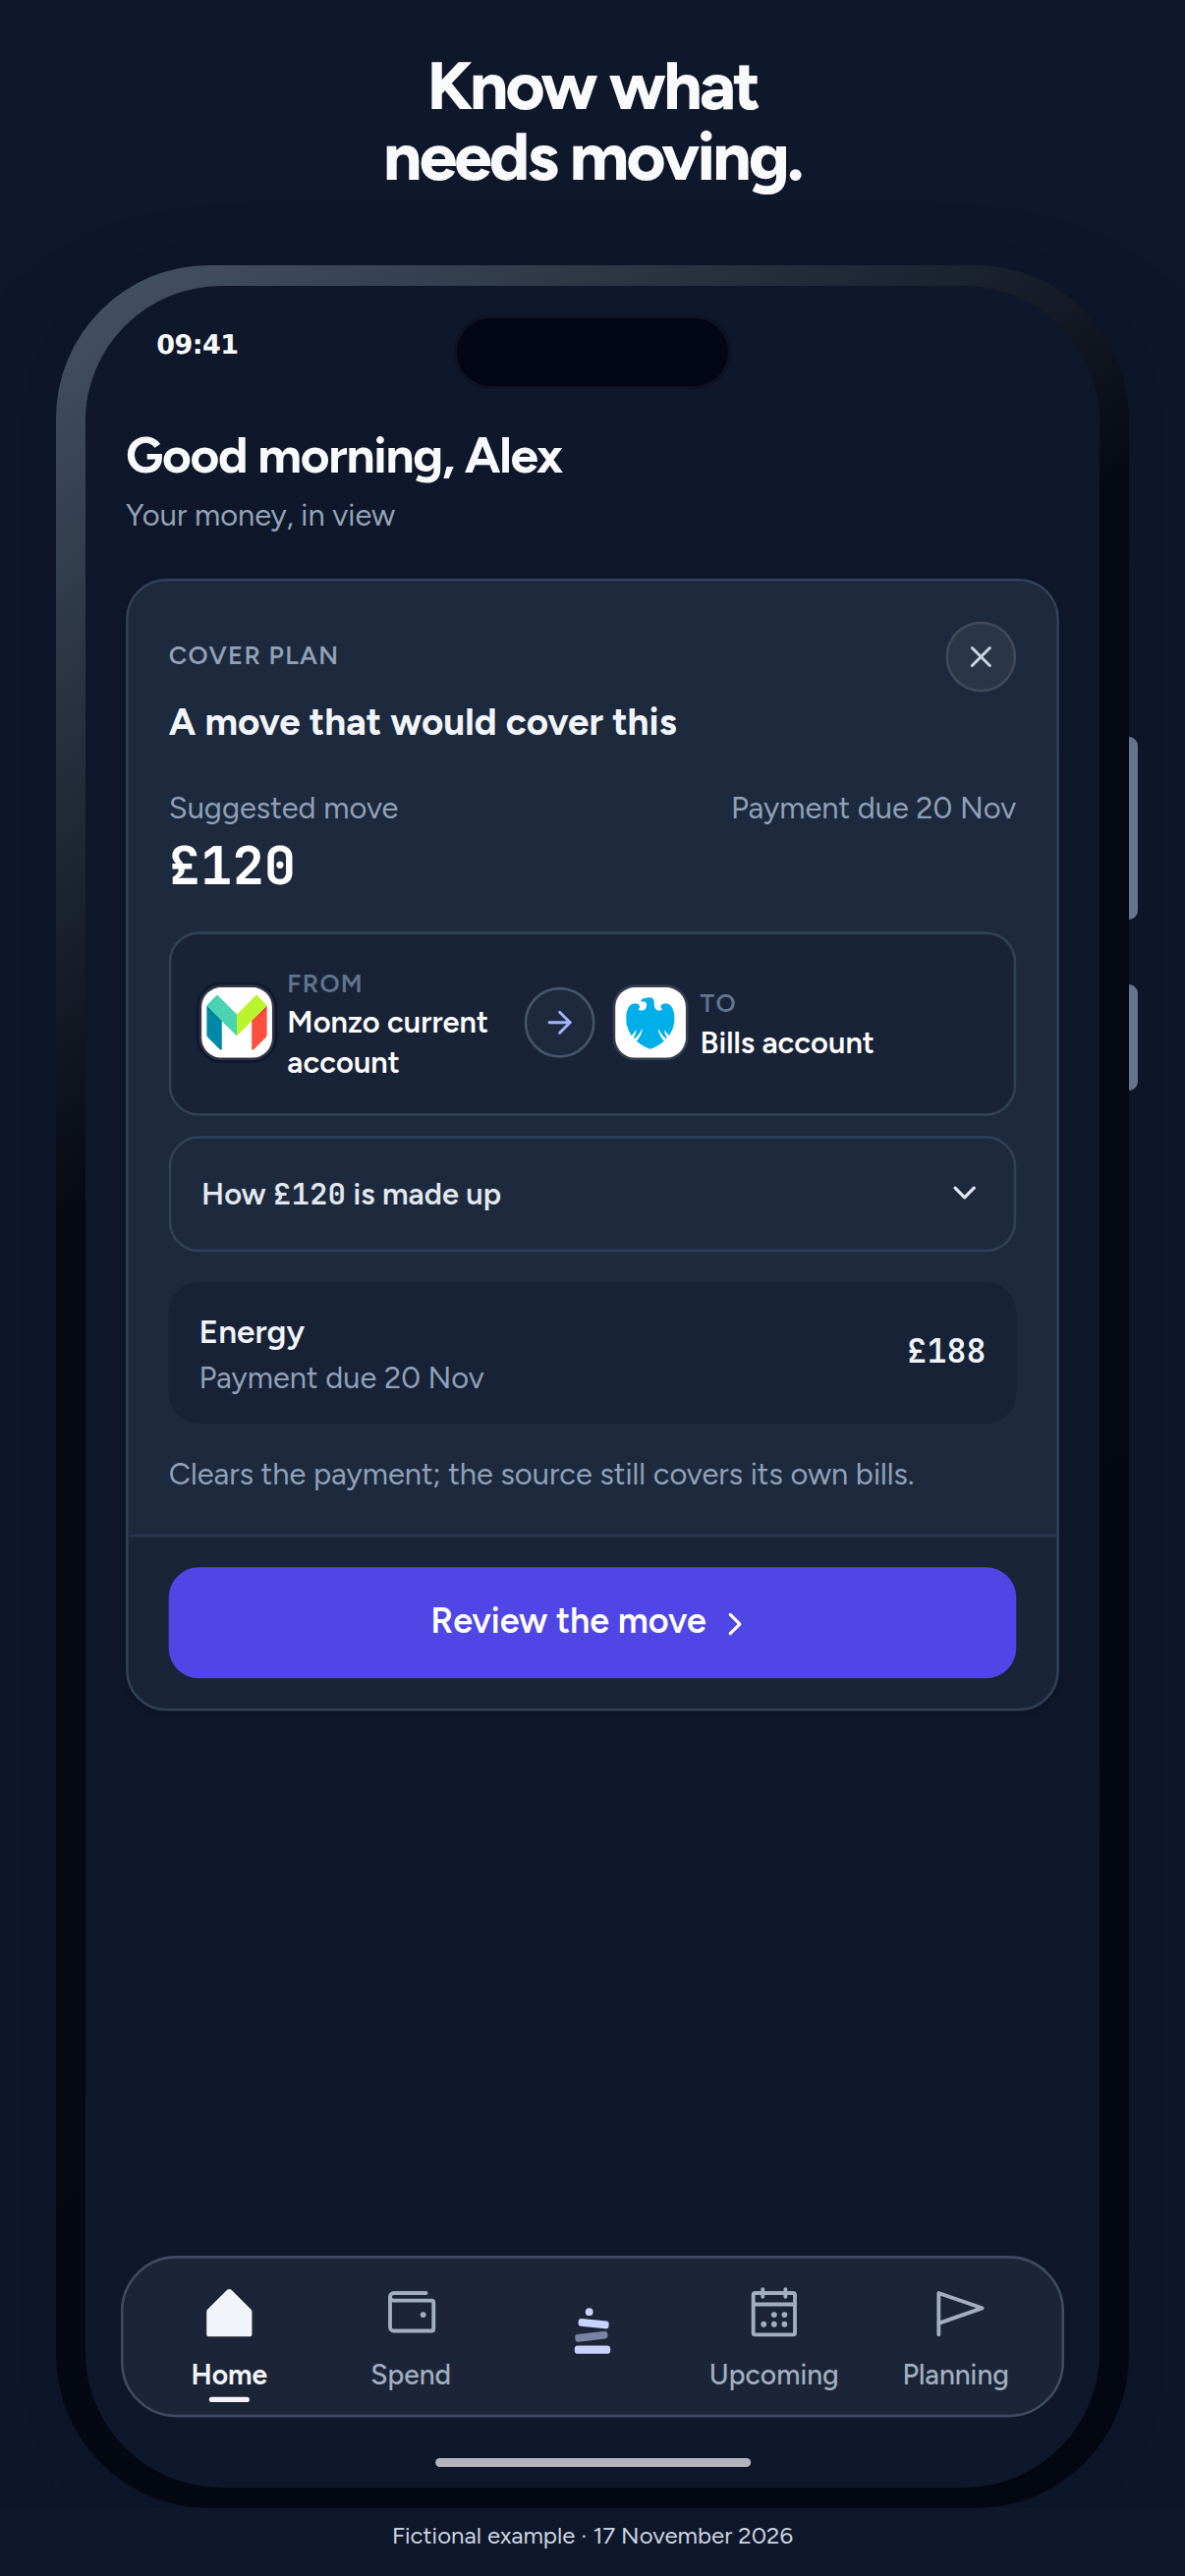 Know what
needs moving.
09:41
Good morning, Alex
Your money, in view
COVER PLAN
A move that would cover this
Suggested move
Payment due 20 Nov
£120
FROM
Monzo current
account
TO
Bills account
How £120 is made up
Energy
Payment due 20 Nov
£188
Clears the payment; the source still covers its own bills.
Review the move
Home
Spend
Upcoming
Planning
Fictional example · 17 November 2026